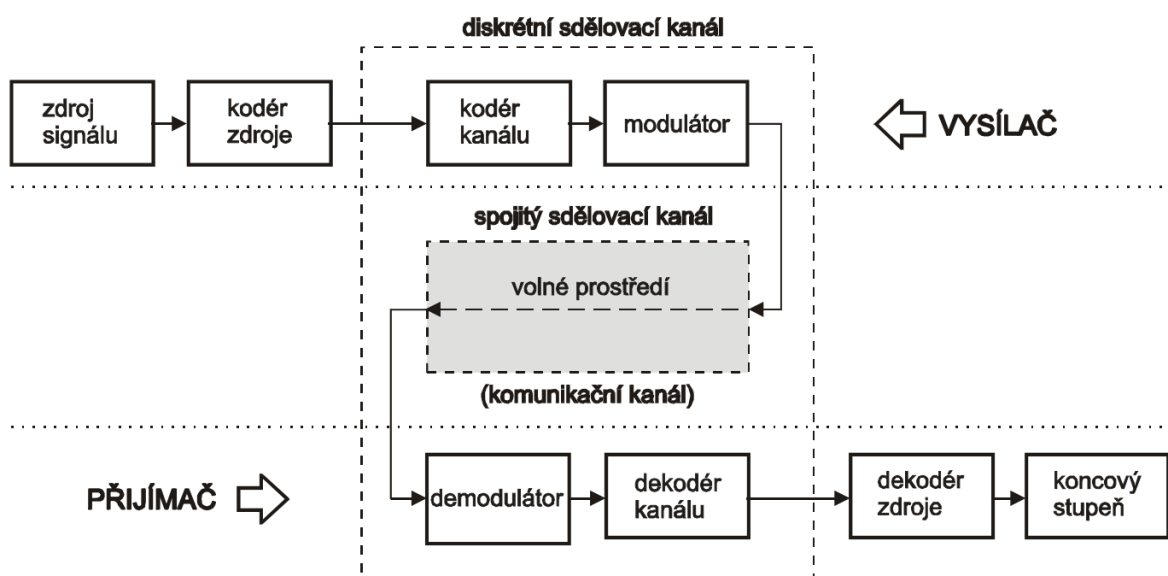 diskrétní sdělovací kanál
zdroj
signálu
kodér
zdroje
kodér
kanálu
modulátor
VYSÍLAČ
spojitý sdělovací kanál
volné prostředí
(komunikační kanál)
PŘIJÍMAČ
demodulátor
dekodér
kanálu
dekodér
zdroje
koncový
stupeň